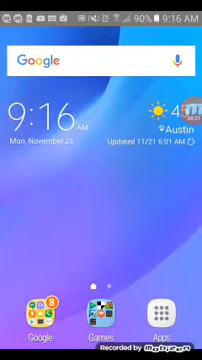 90% 9:16 AM
Google
9:16 AM
Mon, November 21
Austin
Updated 11/21 6:01 AM
8
Google
Games
Apps
Recorded by